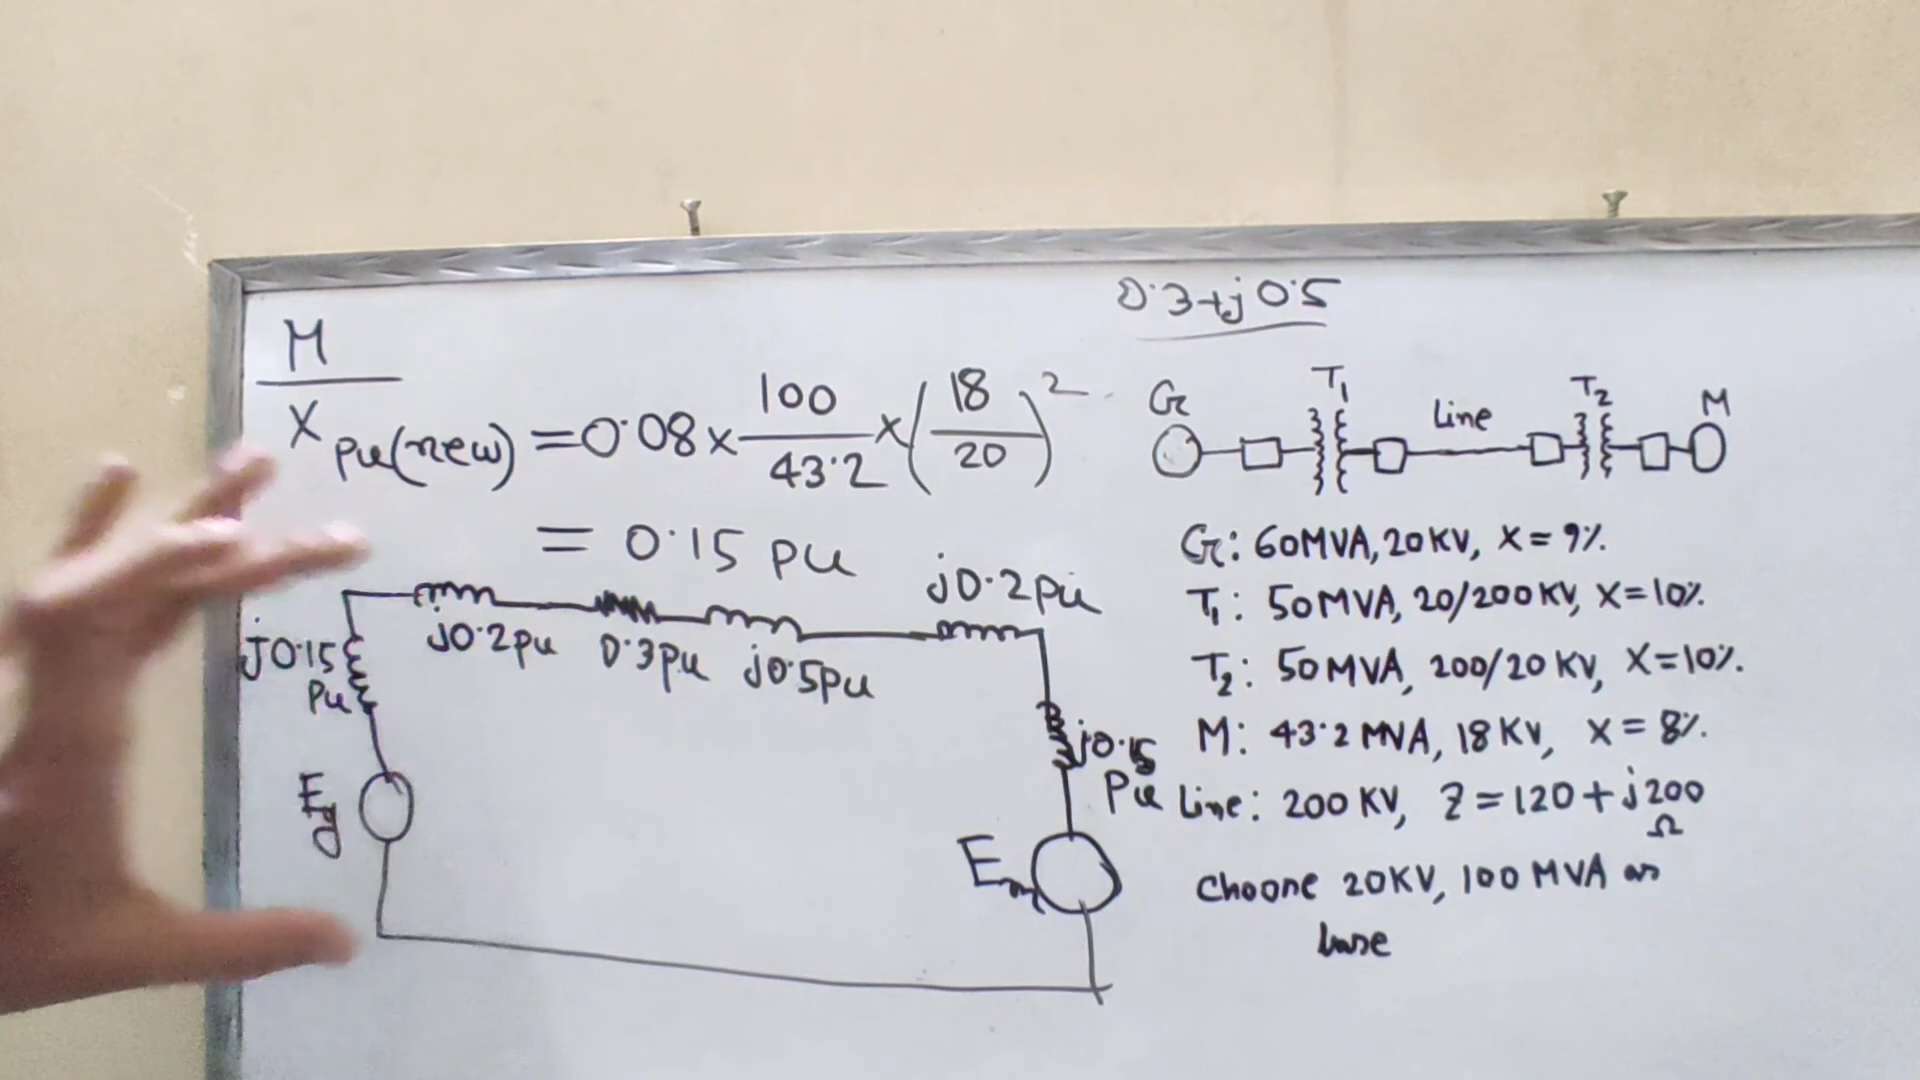 0.3+j0.5
M
X pu(new) = 0.08 × 100/43.2 × (18/20)²
= 0.15 pu
G T1 Line T2 M
j0.15 pu
j0.2pu
0.3pu
j0.5pu
j0.2pu
j0.15 pu
Eg
Em
G: 60MVA, 20KV, X=9%.
T1: 50MVA, 20/200KV, X=10%.
T2: 50MVA, 200/20KV, X=10%.
M: 43.2 MVA, 18KV, X=8%.
Line: 200KV, Z=120+j200 Ω
Choose 20KV, 100 MVA as
base